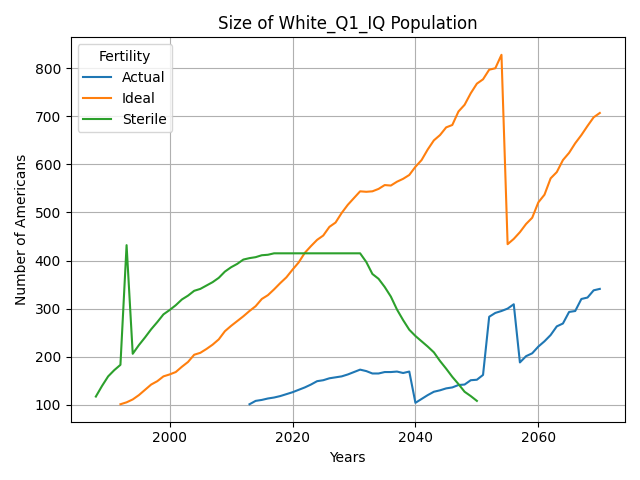 Size of White_Q1_IQ Population
Fertility
Actual
Ideal
Sterile
Number of Americans
800
700
600
500
400
300
200
100
2000
2020
2040
2060
Years